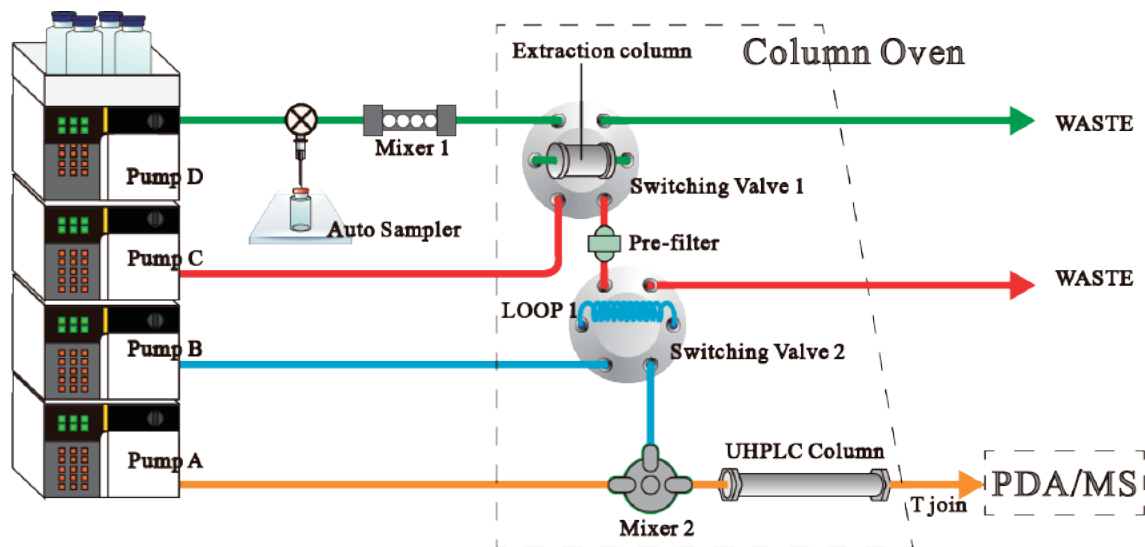 Extraction column
Column Oven
WASTE
Mixer 1
Pump D
Switching Valve 1
Auto Sampler
Pump C
Pre-filter
WASTE
LOOP 1
Pump B
Switching Valve 2
UHPLC Column
Pump A
PDA/MS
T join
Mixer 2